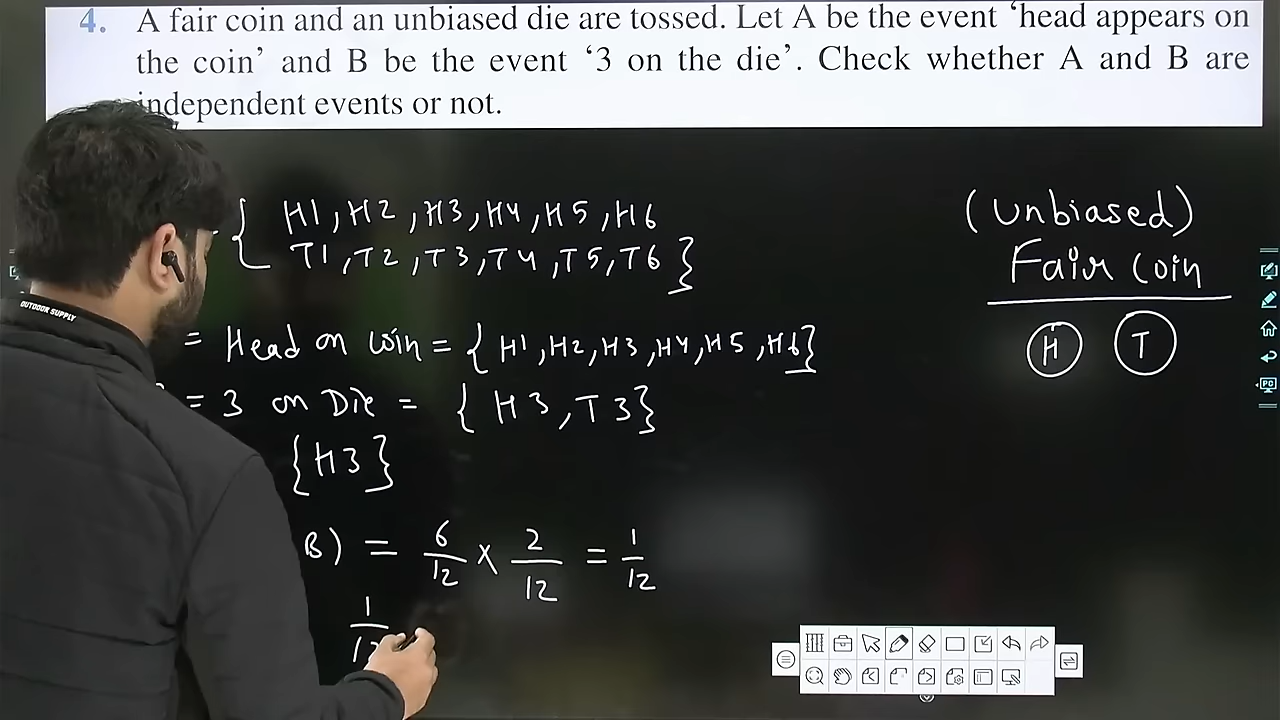 4. A fair coin and an unbiased die are tossed. Let A be the event ‘head appears on
the coin’ and B be the event ‘3 on the die’. Check whether A and B are
independent events or not.
{ H1, H2, H3, H4, H5, H6
T1, T2, T3, T4, T5, T6 }
= Head on coin = { H1, H2, H3, H4, H5, H6 }
= 3 on Die = { H3, T3 }
{H3}
B) = 6/12 × 2/12 = 1/12
1/12
(Unbiased)
Fair coin
H T
OUTDOOR SUPPLY
PC